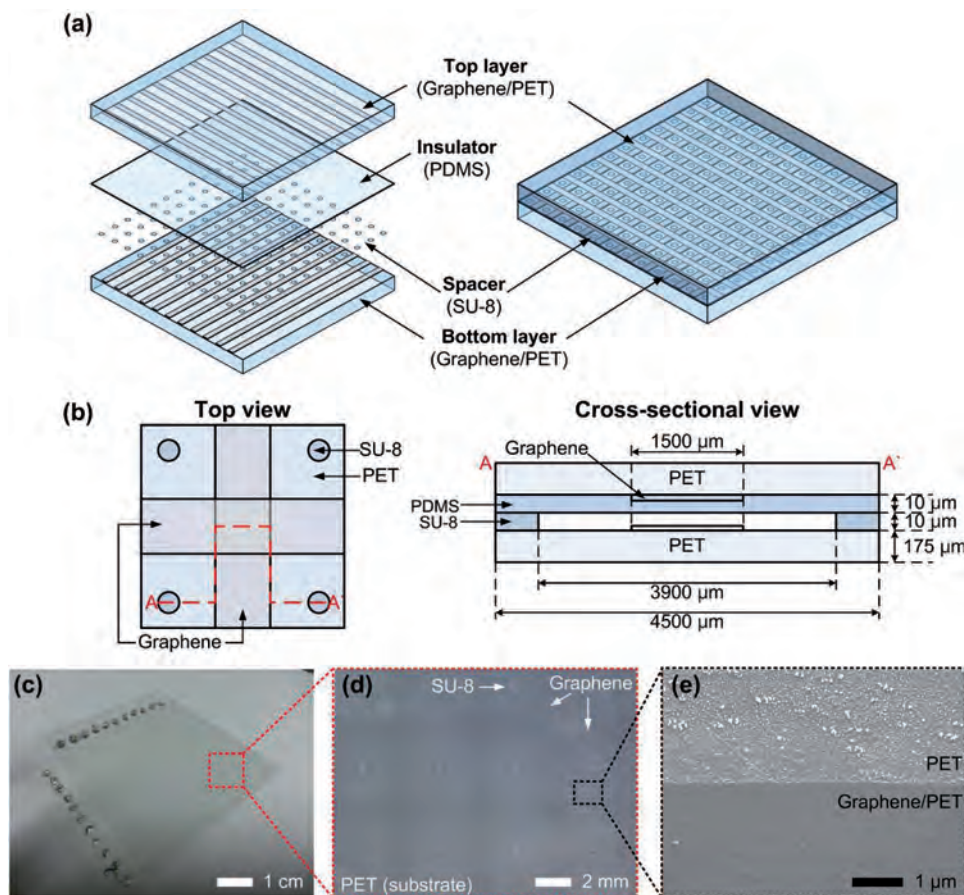 (a)
Top layer
(Graphene/PET)
Insulator
(PDMS)
Spacer
(SU-8)
Bottom layer
(Graphene/PET)
(b)
Top view
SU-8
PET
A
A
Graphene
Cross-sectional view
Graphene
1500 µm
A
A`
PET
PDMS
10 µm
SU-8
10 µm
PET
175 µm
3900 µm
4500 µm
(c)
1 cm
(d)
SU-8
Graphene
PET (substrate)
2 mm
(e)
PET
Graphene/PET
1 µm